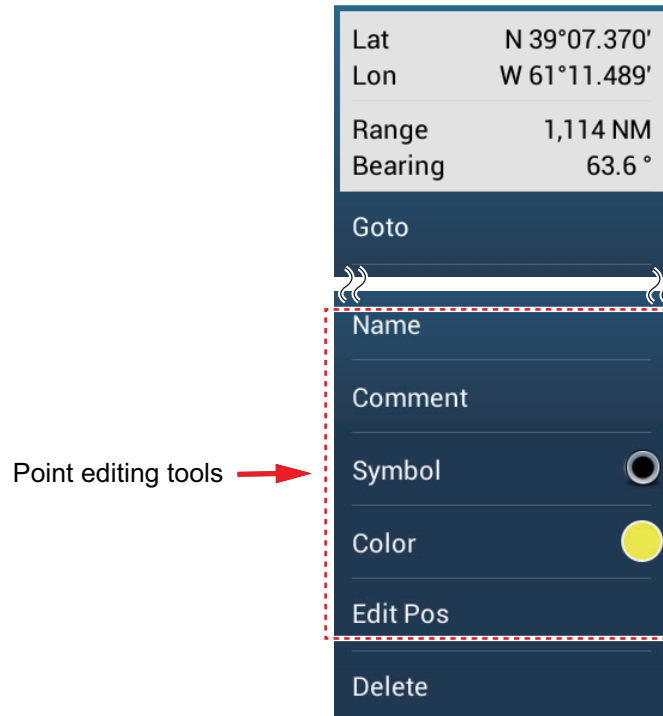 Lat N 39°07.370'
Lon W 61°11.489'
Range 1,114 NM
Bearing 63.6 °
Goto
Name
Comment
Point editing tools
Symbol
Color
Edit Pos
Delete